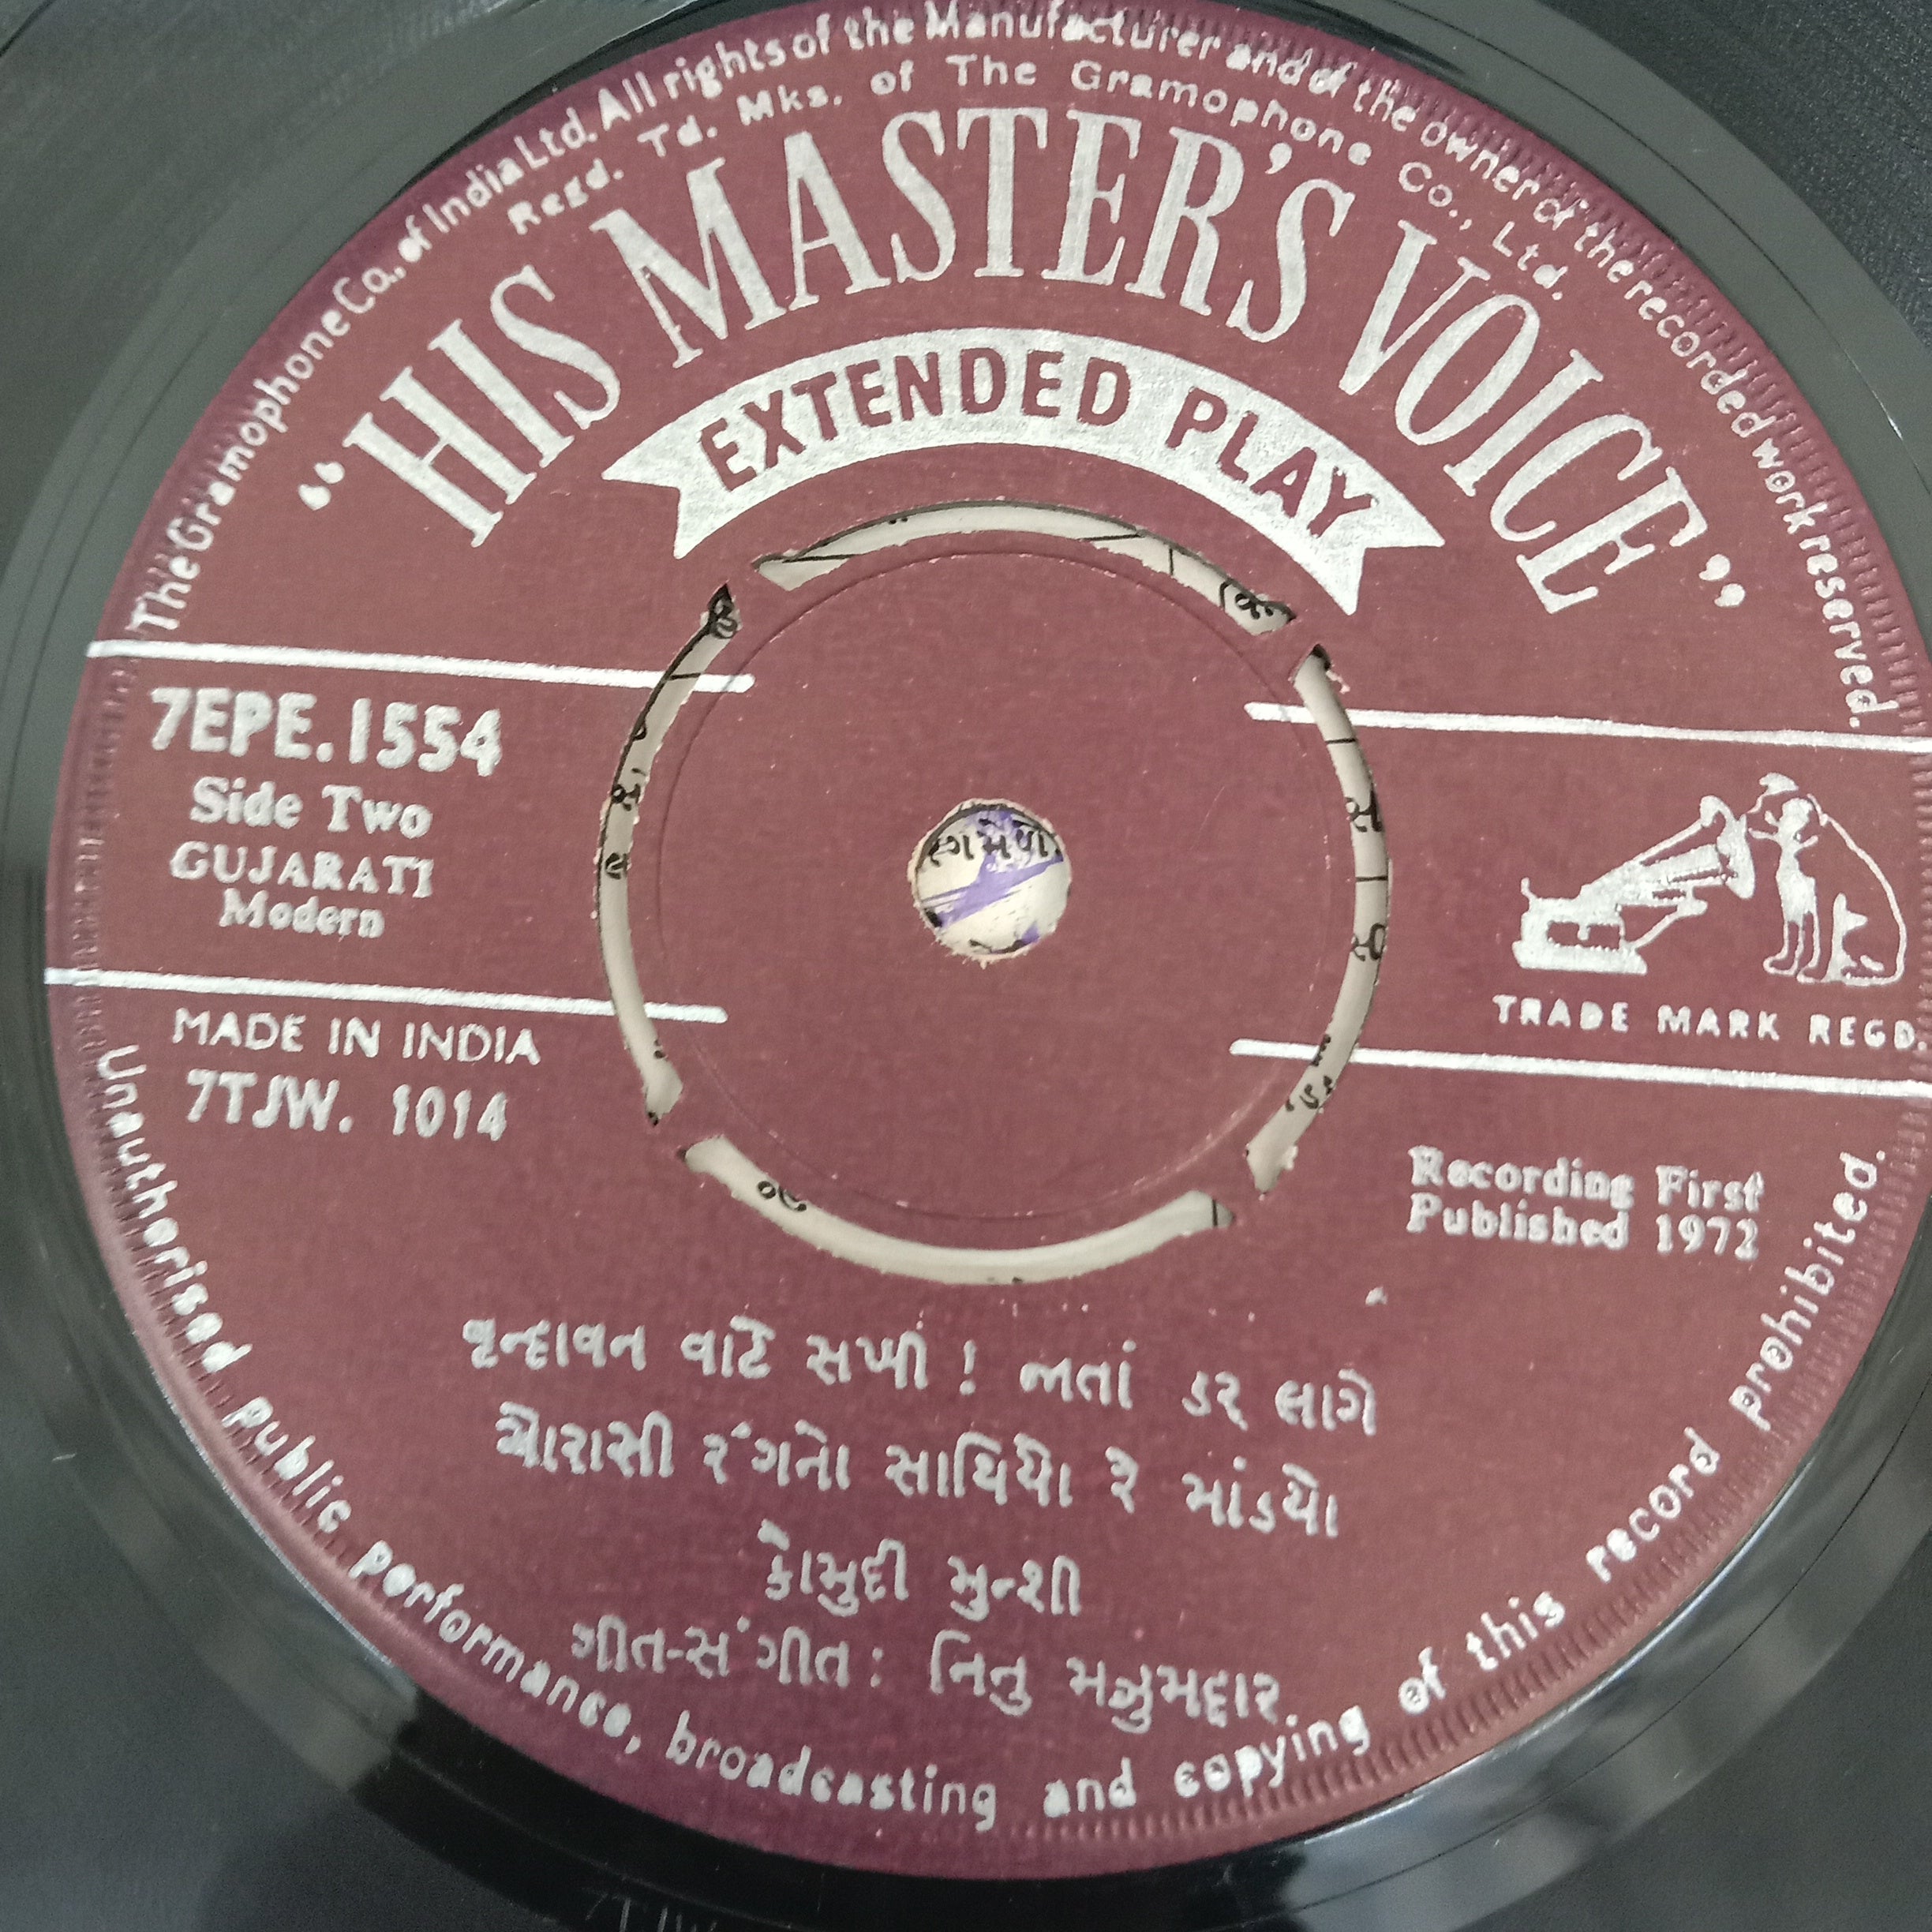 The Gramophone Co. of India Ltd. All rights of the Manufacturer and of the owner of the recorded work reserved.
Regd. Td. Mks. of The Gramophone Co., Ltd.
“HIS MASTER'S VOICE”
EXTENDED PLAY
7EPE.1554
Side Two
GUJARATI
Modern
TRADE MARK REGD.
MADE IN INDIA
7TJW. 1014
Recording First
Published 1972
વૃન્દાવન વાટે સખી ! જતાં ડર લાગે
ચોરાસી રંગનો સાથિયો રે માંડયો
કૌમુદી મુન્શી
ગીત-સંગીત : નિનુ મઝુમદાર.
Unauthorised public performance, broadcasting and copying of this record prohibited.